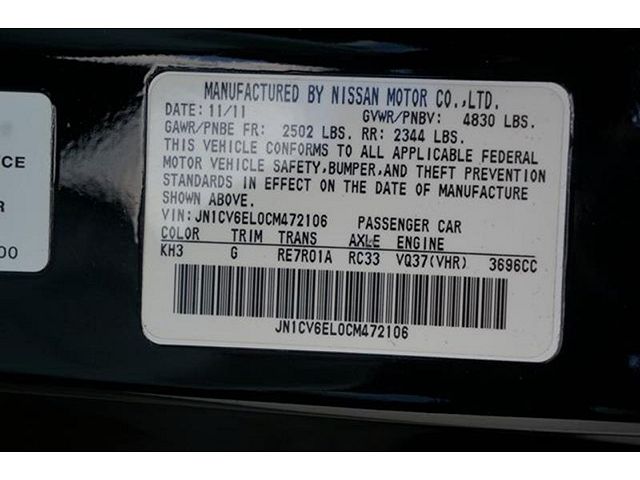 MANUFACTURED BY NISSAN MOTOR CO.,LTD.
DATE: 11/11 GVWR/PNBV: 4830 LBS.
GAWR/PNBE FR: 2502 LBS. RR: 2344 LBS.
THIS VEHICLE CONFORMS TO ALL APPLICABLE FEDERAL
MOTOR VEHICLE SAFETY,BUMPER,AND THEFT PREVENTION
STANDARDS IN EFFECT ON THE DATE OF MANUFACTURE
SHOWN ABOVE.
VIN: JN1CV6EL0CM472106 PASSENGER CAR
COLOR TRIM TRANS AXLE ENGINE
KH3 G RE7R01A RC33 VQ37(VHR) 3696CC
JN1CV6EL0CM472106